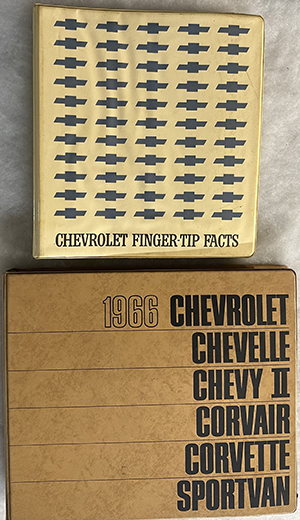 CHEVROLET FINGER-TIP FACTS
1966 CHEVROLET
CHEVELLE
CHEVY II
CORVAIR
CORVETTE
SPORTVAN